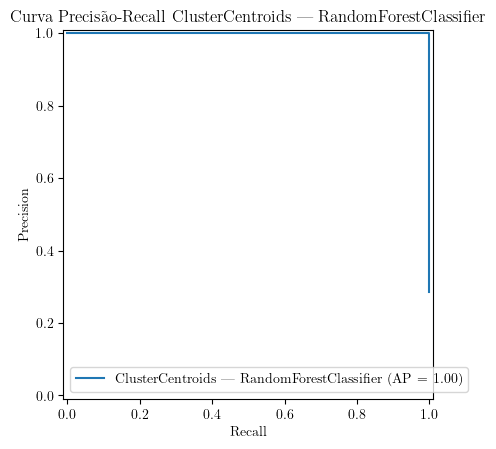 Curva Precisão-Recall ClusterCentroids — RandomForestClassifier
1.0
0.8
0.6
0.4
0.2
0.0
Precision
ClusterCentroids — RandomForestClassifier (AP = 1.00)
0.0 0.2 0.4 0.6 0.8 1.0
Recall